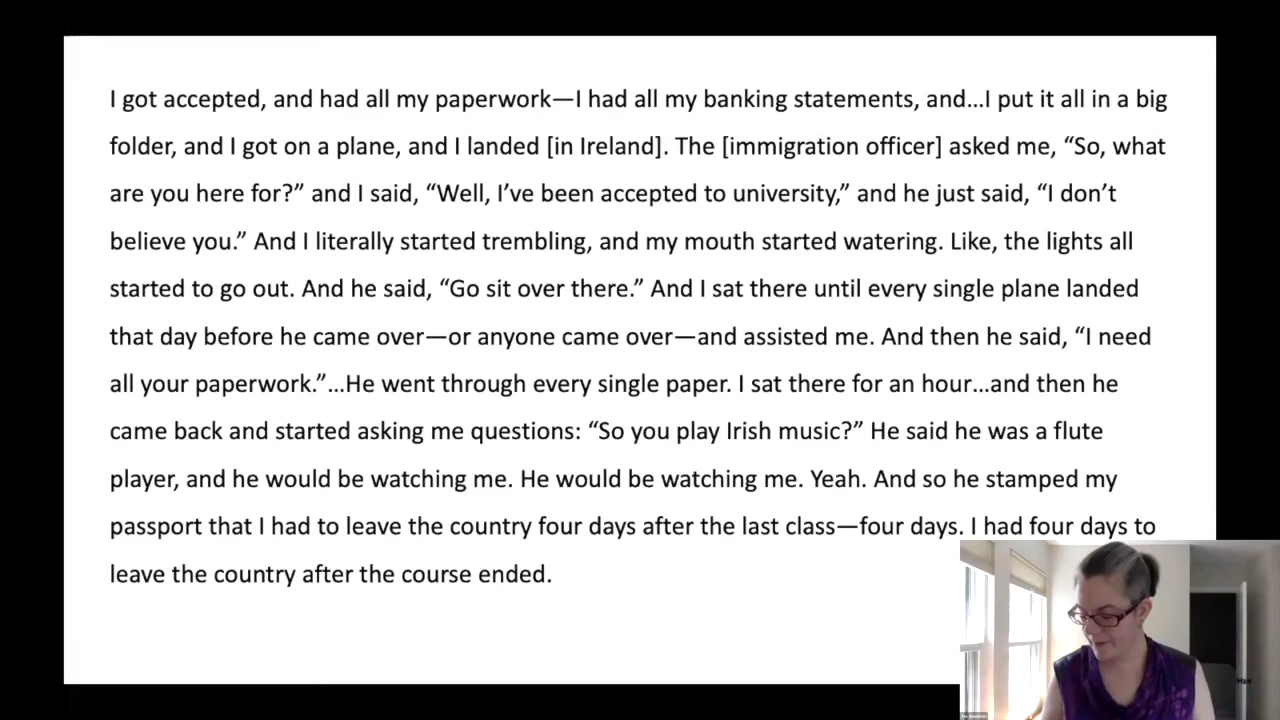 I got accepted, and had all my paperwork—I had all my banking statements, and…I put it all in a big
folder, and I got on a plane, and I landed [in Ireland]. The [immigration officer] asked me, “So, what
are you here for?” and I said, “Well, I’ve been accepted to university,” and he just said, “I don’t
believe you.” And I literally started trembling, and my mouth started watering. Like, the lights all
started to go out. And he said, “Go sit over there.” And I sat there until every single plane landed
that day before he came over—or anyone came over—and assisted me. And then he said, “I need
all your paperwork.”…He went through every single paper. I sat there for an hour…and then he
came back and started asking me questions: “So you play Irish music?” He said he was a flute
player, and he would be watching me. He would be watching me. Yeah. And so he stamped my
passport that I had to leave the country four days after the last class—four days. I had four days to
leave the country after the course ended.